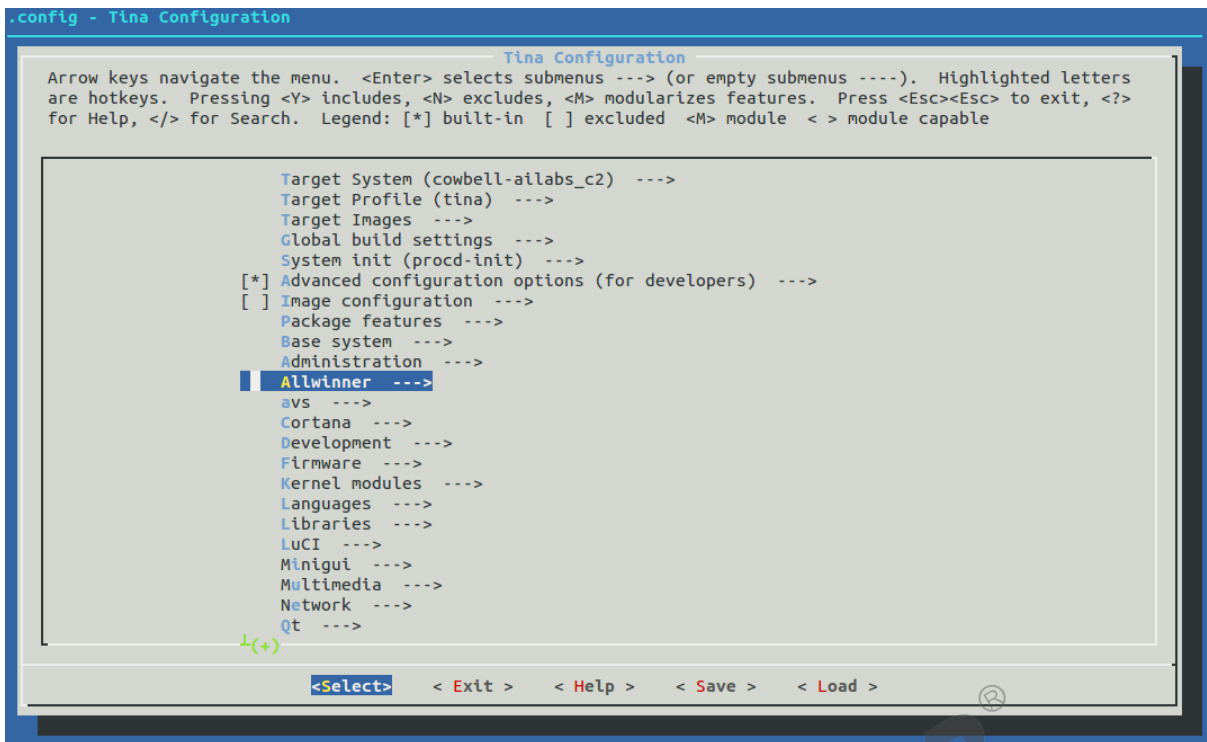 .config - Tina Configuration
Tina Configuration
Arrow keys navigate the menu.  <Enter> selects submenus ---> (or empty submenus ----).  Highlighted letters
are hotkeys.  Pressing <Y> includes, <N> excludes, <M> modularizes features.  Press <Esc><Esc> to exit, <?>
for Help, </> for Search.  Legend: [*] built-in  [ ] excluded  <M> module  < > module capable
Target System (cowbell-ailabs_c2)  --->
Target Profile (tina)  --->
Target Images  --->
Global build settings  --->
System init (procd-init)  --->
[*] Advanced configuration options (for developers)  --->
[ ] Image configuration  --->
Package features  --->
Base system  --->
Administration  --->
Allwinner  --->
avs  --->
Cortana  --->
Development  --->
Firmware  --->
Kernel modules  --->
Languages  --->
Libraries  --->
LuCI  --->
Minigui  --->
Multimedia  --->
Network  --->
Qt  --->
┴(+)
<Select>    < Exit >    < Help >    < Save >    < Load >
®